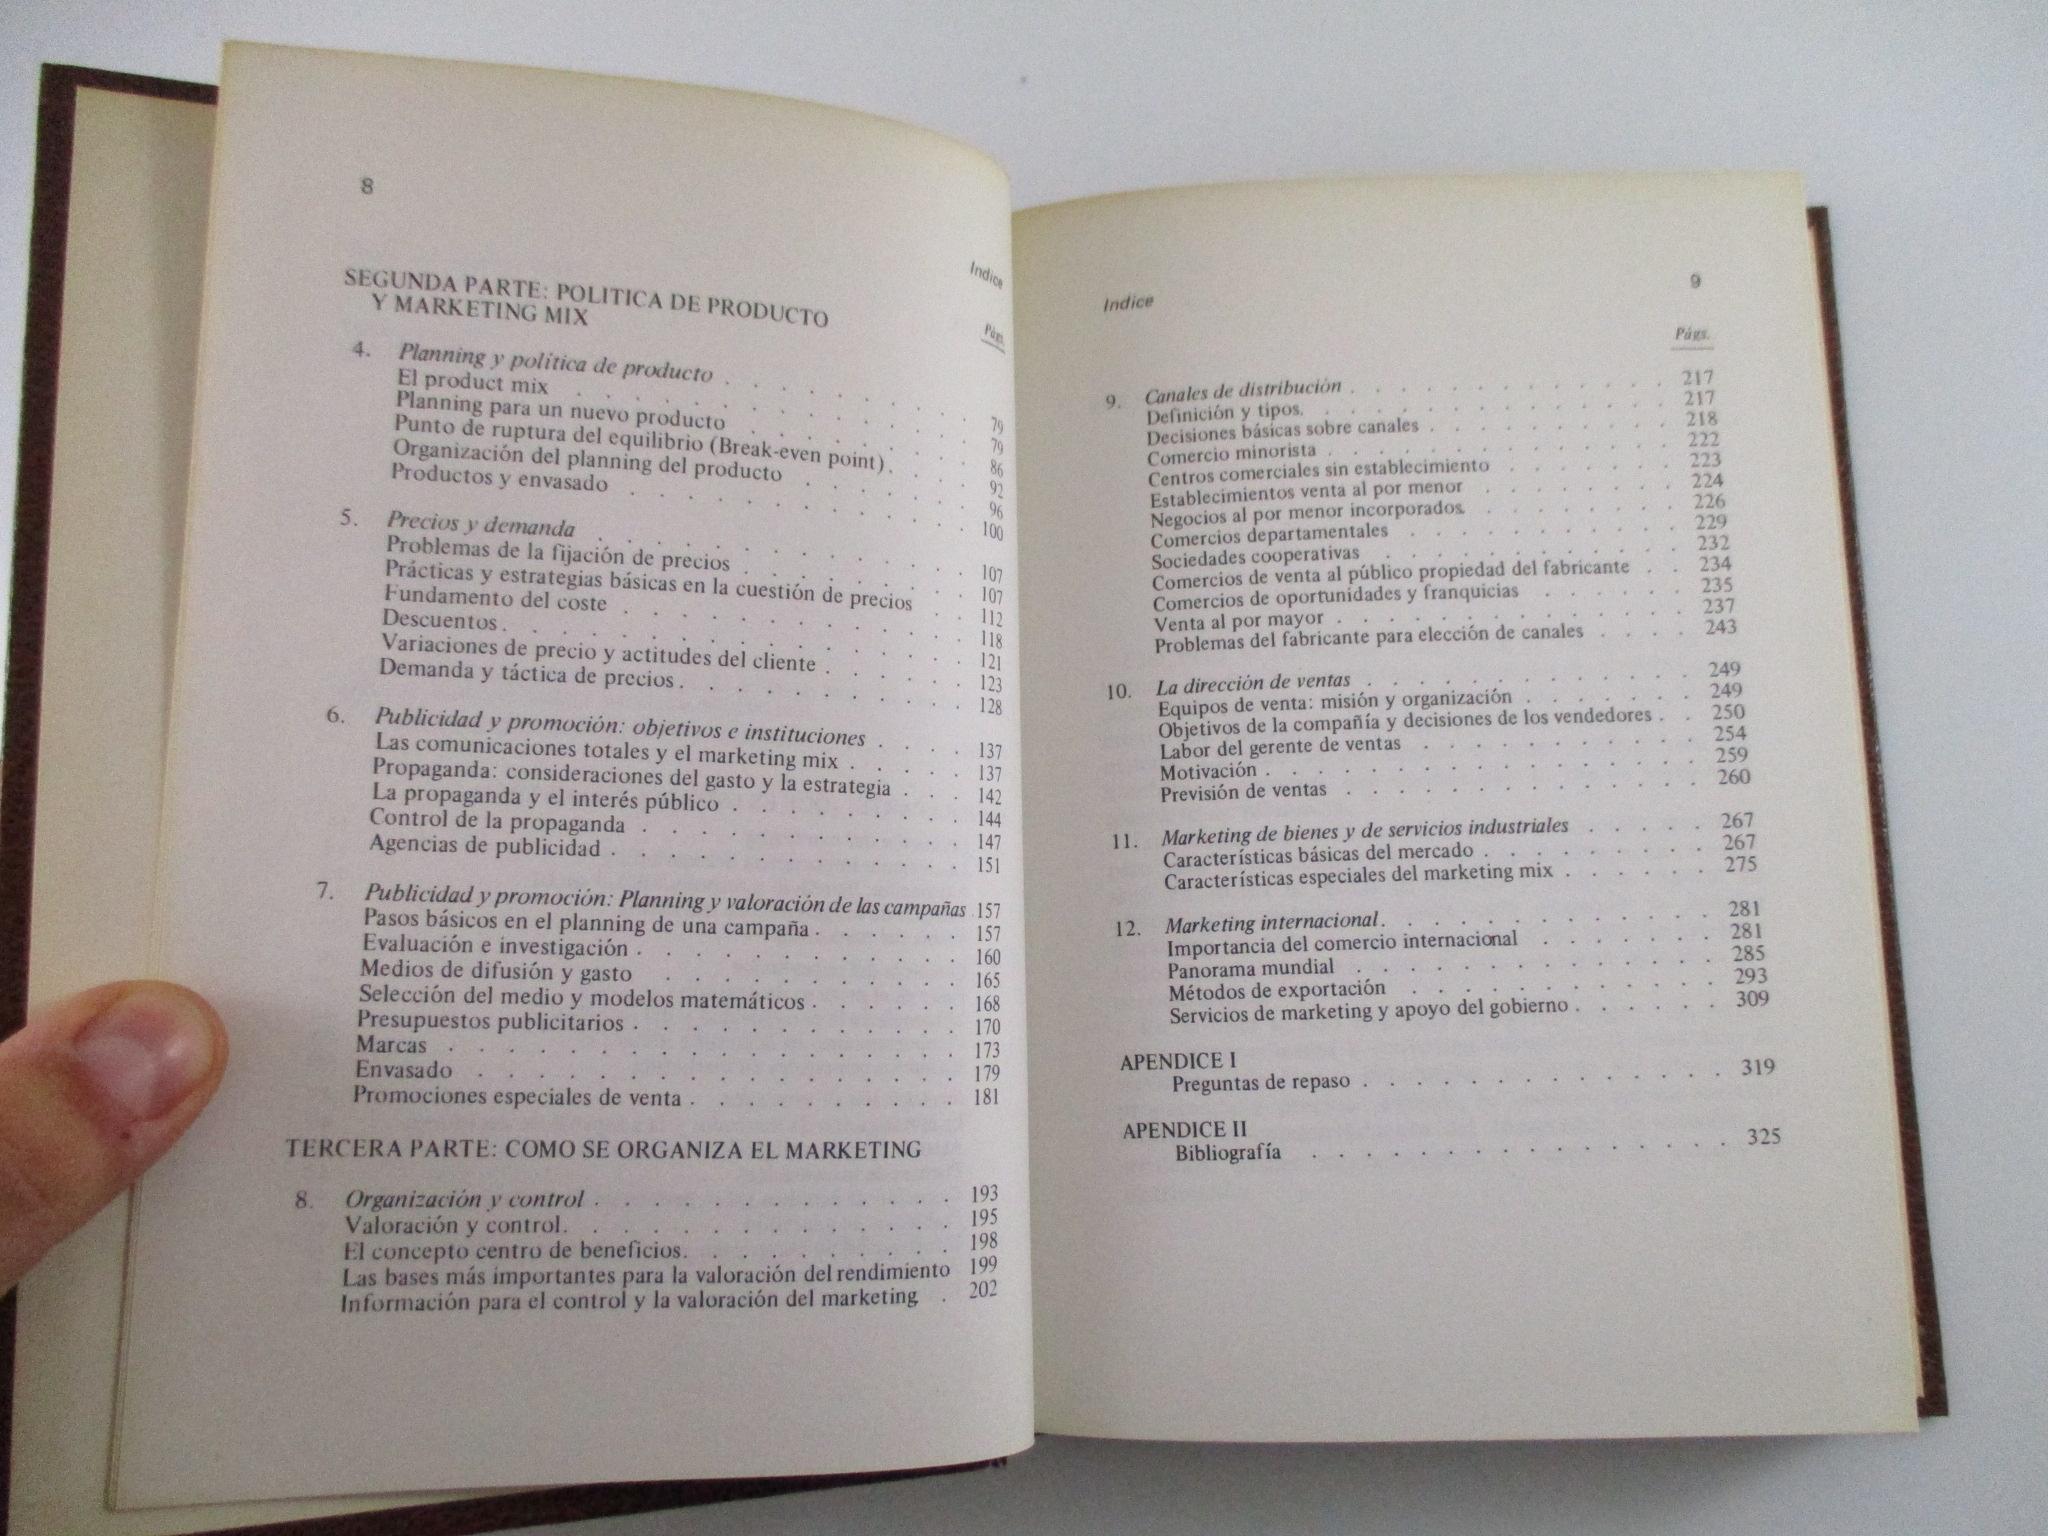 8
Indice
SEGUNDA PARTE: POLITICA DE PRODUCTO
Y MARKETING MIX
Págs.
4. Planning y política de producto . . . . . . . . 79
El product mix . . . . . . . . . . . 79
Planning para un nuevo producto . . . . . . . 86
Punto de ruptura del equilibrio (Break-even point) . . . 92
Organización del planning del producto . . . . . 96
Productos y envasado . . . . . . . . . . 100
5. Precios y demanda . . . . . . . . . . . 107
Problemas de la fijación de precios . . . . . . . 107
Prácticas y estrategias básicas en la cuestión de precios . . 112
Fundamento del coste . . . . . . . . . . 118
Descuentos . . . . . . . . . . . . . 121
Variaciones de precio y actitudes del cliente . . . . . 123
Demanda y táctica de precios . . . . . . . . 128
6. Publicidad y promoción: objetivos e instituciones . . . . 137
Las comunicaciones totales y el marketing mix . . . . 137
Propaganda: consideraciones del gasto y la estrategia . . . 142
La propaganda y el interés público . . . . . . . 144
Control de la propaganda . . . . . . . . . 147
Agencias de publicidad . . . . . . . . . . 151
7. Publicidad y promoción: Planning y valoración de las campañas . 157
Pasos básicos en el planning de una campaña . . . . . 157
Evaluación e investigación . . . . . . . . . 160
Medios de difusión y gasto . . . . . . . . . 165
Selección del medio y modelos matemáticos . . . . . 168
Presupuestos publicitarios . . . . . . . . . 170
Marcas . . . . . . . . . . . . . . 173
Envasado . . . . . . . . . . . . . 179
Promociones especiales de venta . . . . . . . . 181
TERCERA PARTE: COMO SE ORGANIZA EL MARKETING
8. Organización y control . . . . . . . . . . 193
Valoración y control . . . . . . . . . . . 195
El concepto centro de beneficios . . . . . . . . 198
Las bases más importantes para la valoración del rendimiento 199
Información para el control y la valoración del marketing . 202
Indice
9
Págs.
9. Canales de distribución . . . . . . . . . . . 217
Definición y tipos . . . . . . . . . . . . 217
Decisiones básicas sobre canales . . . . . . . . 218
Comercio minorista . . . . . . . . . . . 222
Centros comerciales sin establecimiento . . . . . . 223
Establecimientos venta al por menor . . . . . . . 224
Negocios al por menor incorporados . . . . . . . 226
Comercios departamentales . . . . . . . . . 229
Sociedades cooperativas . . . . . . . . . . 232
Comercios de venta al público propiedad del fabricante . . 234
Comercios de oportunidades y franquicias . . . . . . 235
Venta al por mayor . . . . . . . . . . . 237
Problemas del fabricante para elección de canales . . . . 243
10. La dirección de ventas . . . . . . . . . . . 249
Equipos de venta: misión y organización . . . . . . 249
Objetivos de la compañía y decisiones de los vendedores . . 250
Labor del gerente de ventas . . . . . . . . . 254
Motivación . . . . . . . . . . . . . 259
Previsión de ventas . . . . . . . . . . . 260
11. Marketing de bienes y de servicios industriales . . . . . 267
Características básicas del mercado . . . . . . . 267
Características especiales del marketing mix . . . . . 275
12. Marketing internacional . . . . . . . . . . 281
Importancia del comercio internacional . . . . . . 281
Panorama mundial . . . . . . . . . . . 285
Métodos de exportación . . . . . . . . . . 293
Servicios de marketing y apoyo del gobierno . . . . . 309
APENDICE I
Preguntas de repaso . . . . . . . . . . . 319
APENDICE II
Bibliografía . . . . . . . . . . . . . 325